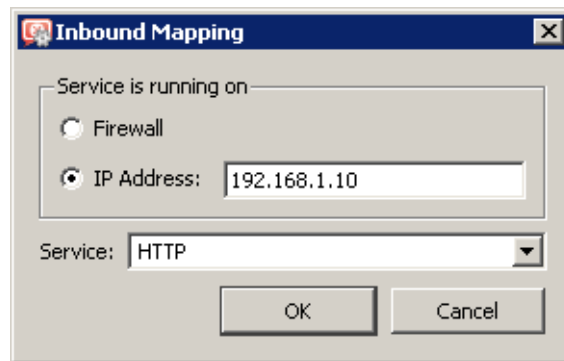 Inbound Mapping
Service is running on
Firewall
IP Address: 192.168.1.10
Service: HTTP
OK Cancel